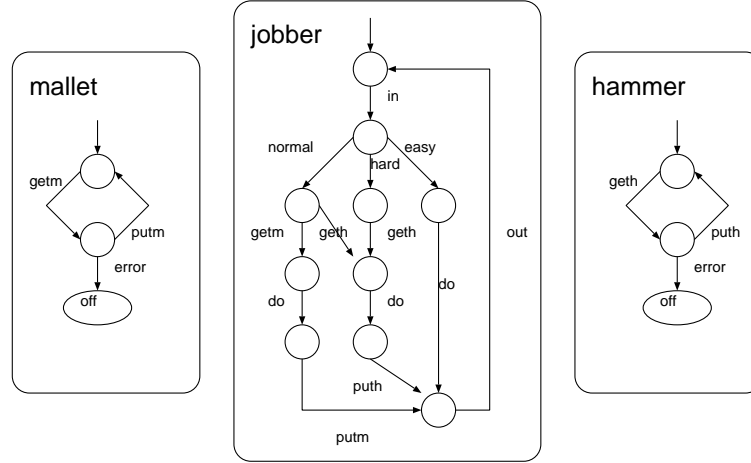 mallet
getm
putm
error
off
jobber
in
normal
easy
hard
getm
geth
geth
out
do
do
do
puth
putm
hammer
geth
puth
error
off